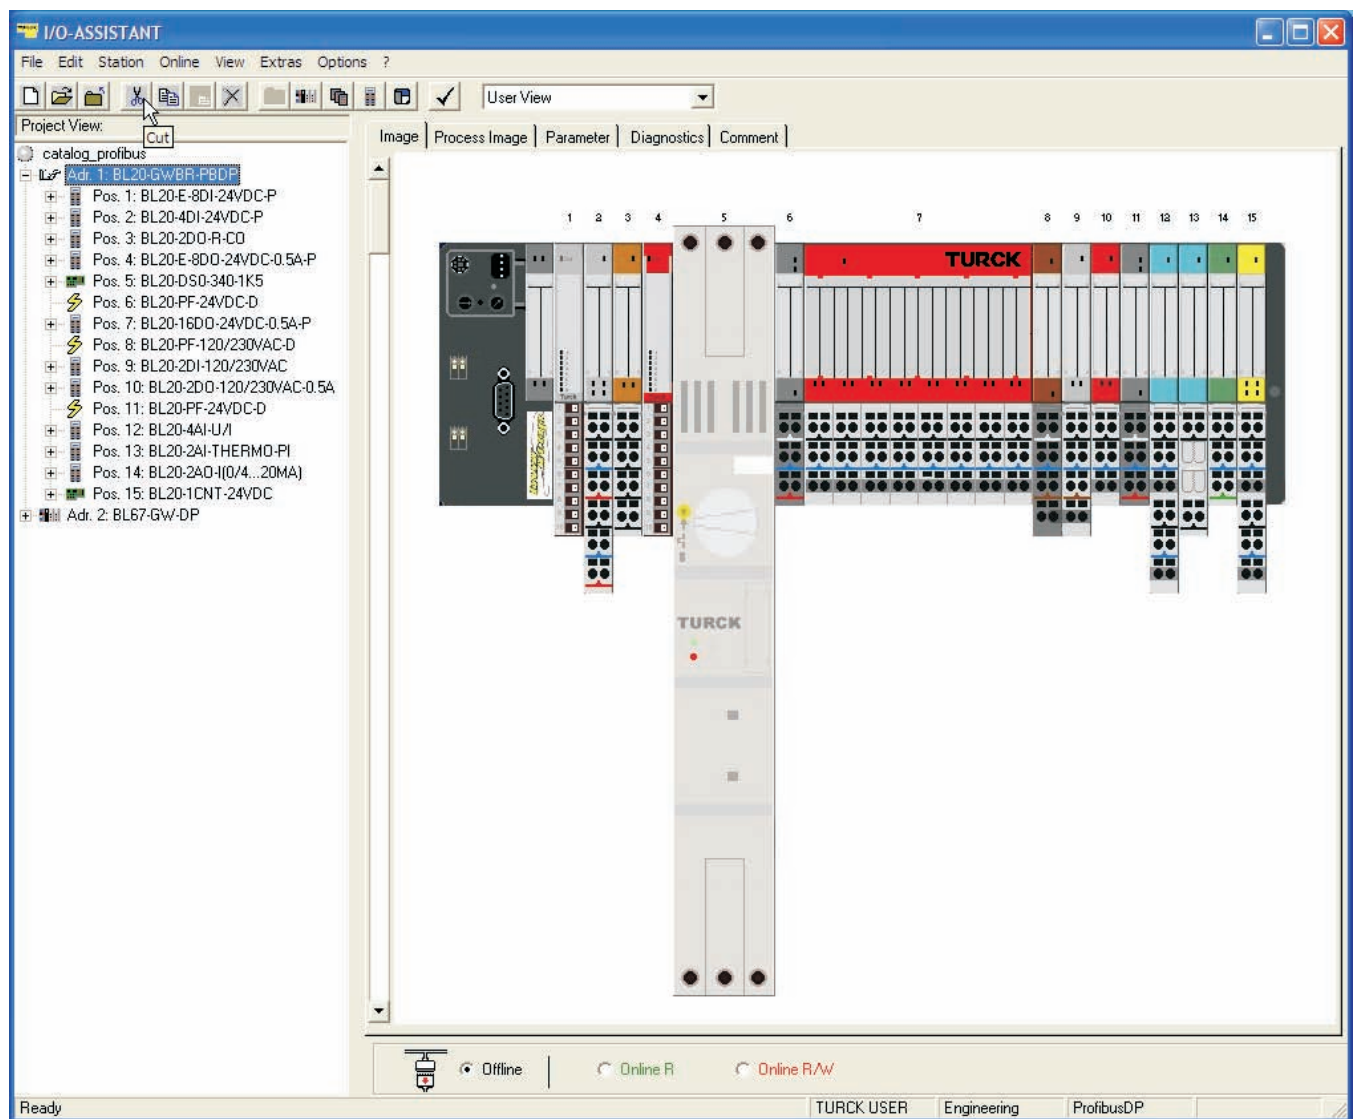 I/O-ASSISTANT
File Edit Station Online View Extras Options ?
User View
Project View:
Cut
Image Process Image Parameter Diagnostics Comment
catalog_profibus
Adr. 1: BL20-GWBR-PBDP
Pos. 1: BL20-E-8DI-24VDC-P
Pos. 2: BL20-4DI-24VDC-P
Pos. 3: BL20-2DO-R-CO
Pos. 4: BL20-E-8DO-24VDC-0.5A-P
Pos. 5: BL20-DS0-340-1K5
Pos. 6: BL20-PF-24VDC-D
Pos. 7: BL20-16DO-24VDC-0.5A-P
Pos. 8: BL20-PF-120/230VAC-D
Pos. 9: BL20-2DI-120/230VAC
Pos. 10: BL20-2DO-120/230VAC-0.5A
Pos. 11: BL20-PF-24VDC-D
Pos. 12: BL20-4AI-U/I
Pos. 13: BL20-2AI-THERMO-PI
Pos. 14: BL20-2AO-I(0/4...20MA)
Pos. 15: BL20-1CNT-24VDC
Adr. 2: BL67-GW-DP
1 2 3 4 5 6 7 8 9 10 11 12 13 14 15
TURCK
Turck
TURCK
Offline Online R Online R/W
Ready TURCK USER Engineering ProfibusDP